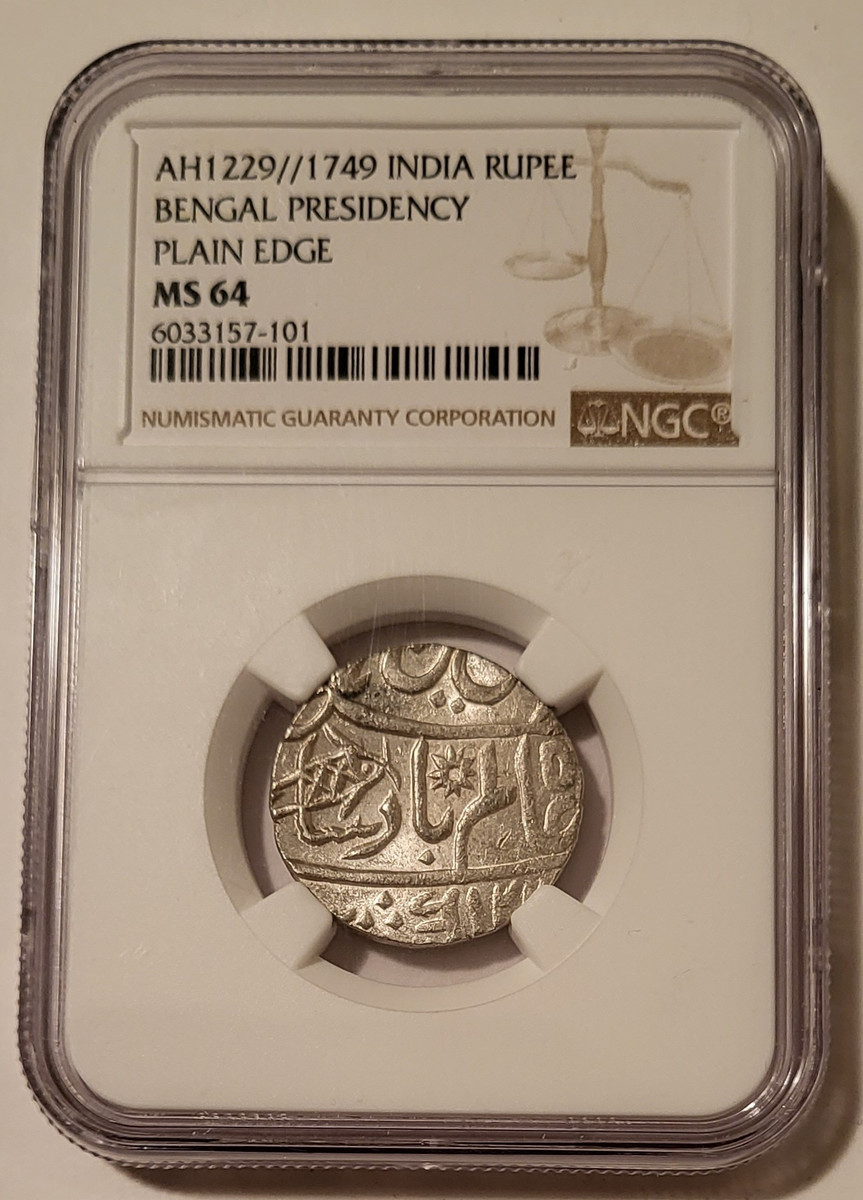 AH1229//1749 INDIA RUPEE
BENGAL PRESIDENCY
PLAIN EDGE
MS 64
6033157-101
NUMISMATIC GUARANTY CORPORATION
NGC®